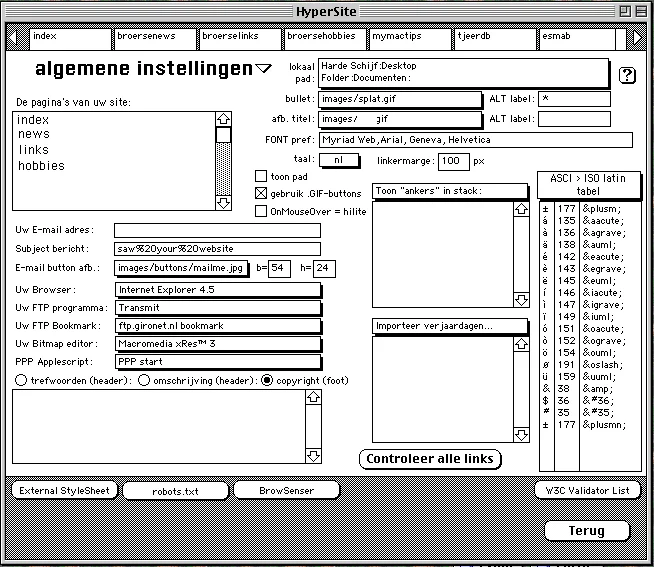 HyperSite
index broersenews broerselinks broersehobbies mymactips tjeerdb esmab
algemene instellingen
lokaal pad: Harde Schijf:Desktop
Folder:Documenten:
?
bullet: images/splat.gif ALT label: *
afb. titel: images/ gif ALT label:
FONT pref: Myriad Web,Arial, Geneva, Helvetica
taal: nl linkermarge: 100 px
De pagina's van uw site:
index
news
links
hobbies
toon pad
gebruik .GIF-buttons
OnMouseOver = hilite
Uw E-mail adres:
Subject bericht: saw%20your%20website
E-mail button afb.: images/buttons/mailme.jpg b= 54 h= 24
Uw Browser: Internet Explorer 4.5
Uw FTP programma: Transmit
Uw FTP Bookmark: ftp.gironet.nl bookmark
Uw Bitmap editor: Macromedia xRes™ 3
PPP Applescript: PPP start
trefwoorden (header): omschrijving (header): copyright (foot)
Toon "ankers" in stack:
Importeer verjaardagen...
Controleer alle links
ASCI > ISO latin
tabel
± 177 &plusm;
á 135 &aacute;
à 136 &agrave;
ä 138 &auml;
é 142 &eacute;
è 143 &egrave;
ë 145 &euml;
í 146 &iacute;
ì 147 &igrave;
ï 149 &iuml;
ó 151 &oacute;
ò 152 &ograve;
ö 154 &ouml;
ø 191 &oslash;
ü 159 &uuml;
& 38 &amp;
$ 36 &#36;
# 35 &#35;
± 177 &plusmn;
External StyleSheet robots.txt BrowSenser W3C Validator List
Terug